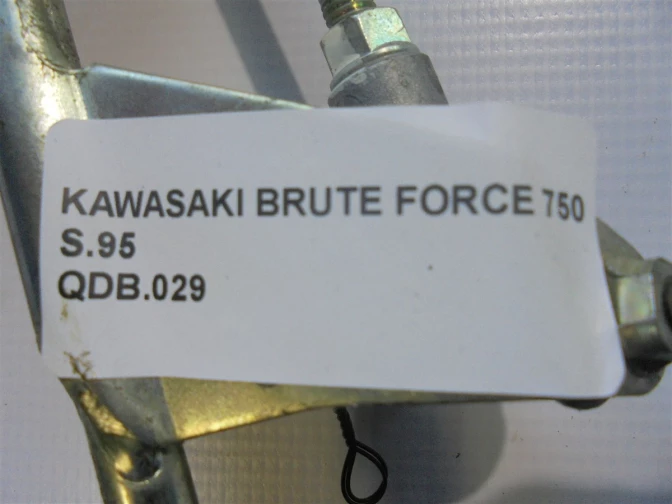 KAWASAKI BRUTE FORCE 750
S.95
QDB.029